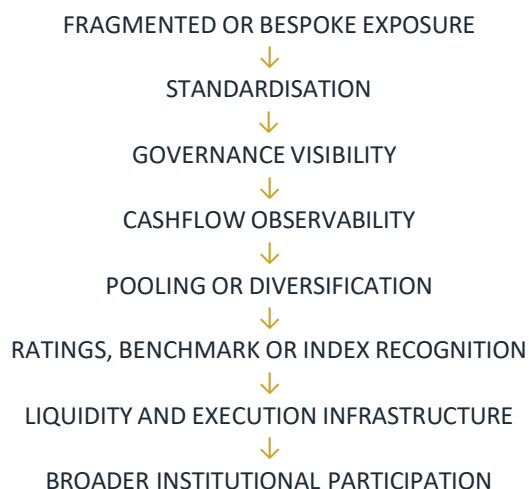 FRAGMENTED OR BESPOKE EXPOSURE
STANDARDISATION
GOVERNANCE VISIBILITY
CASHFLOW OBSERVABILITY
POOLING OR DIVERSIFICATION
RATINGS, BENCHMARK OR INDEX RECOGNITION
LIQUIDITY AND EXECUTION INFRASTRUCTURE
BROADER INSTITUTIONAL PARTICIPATION